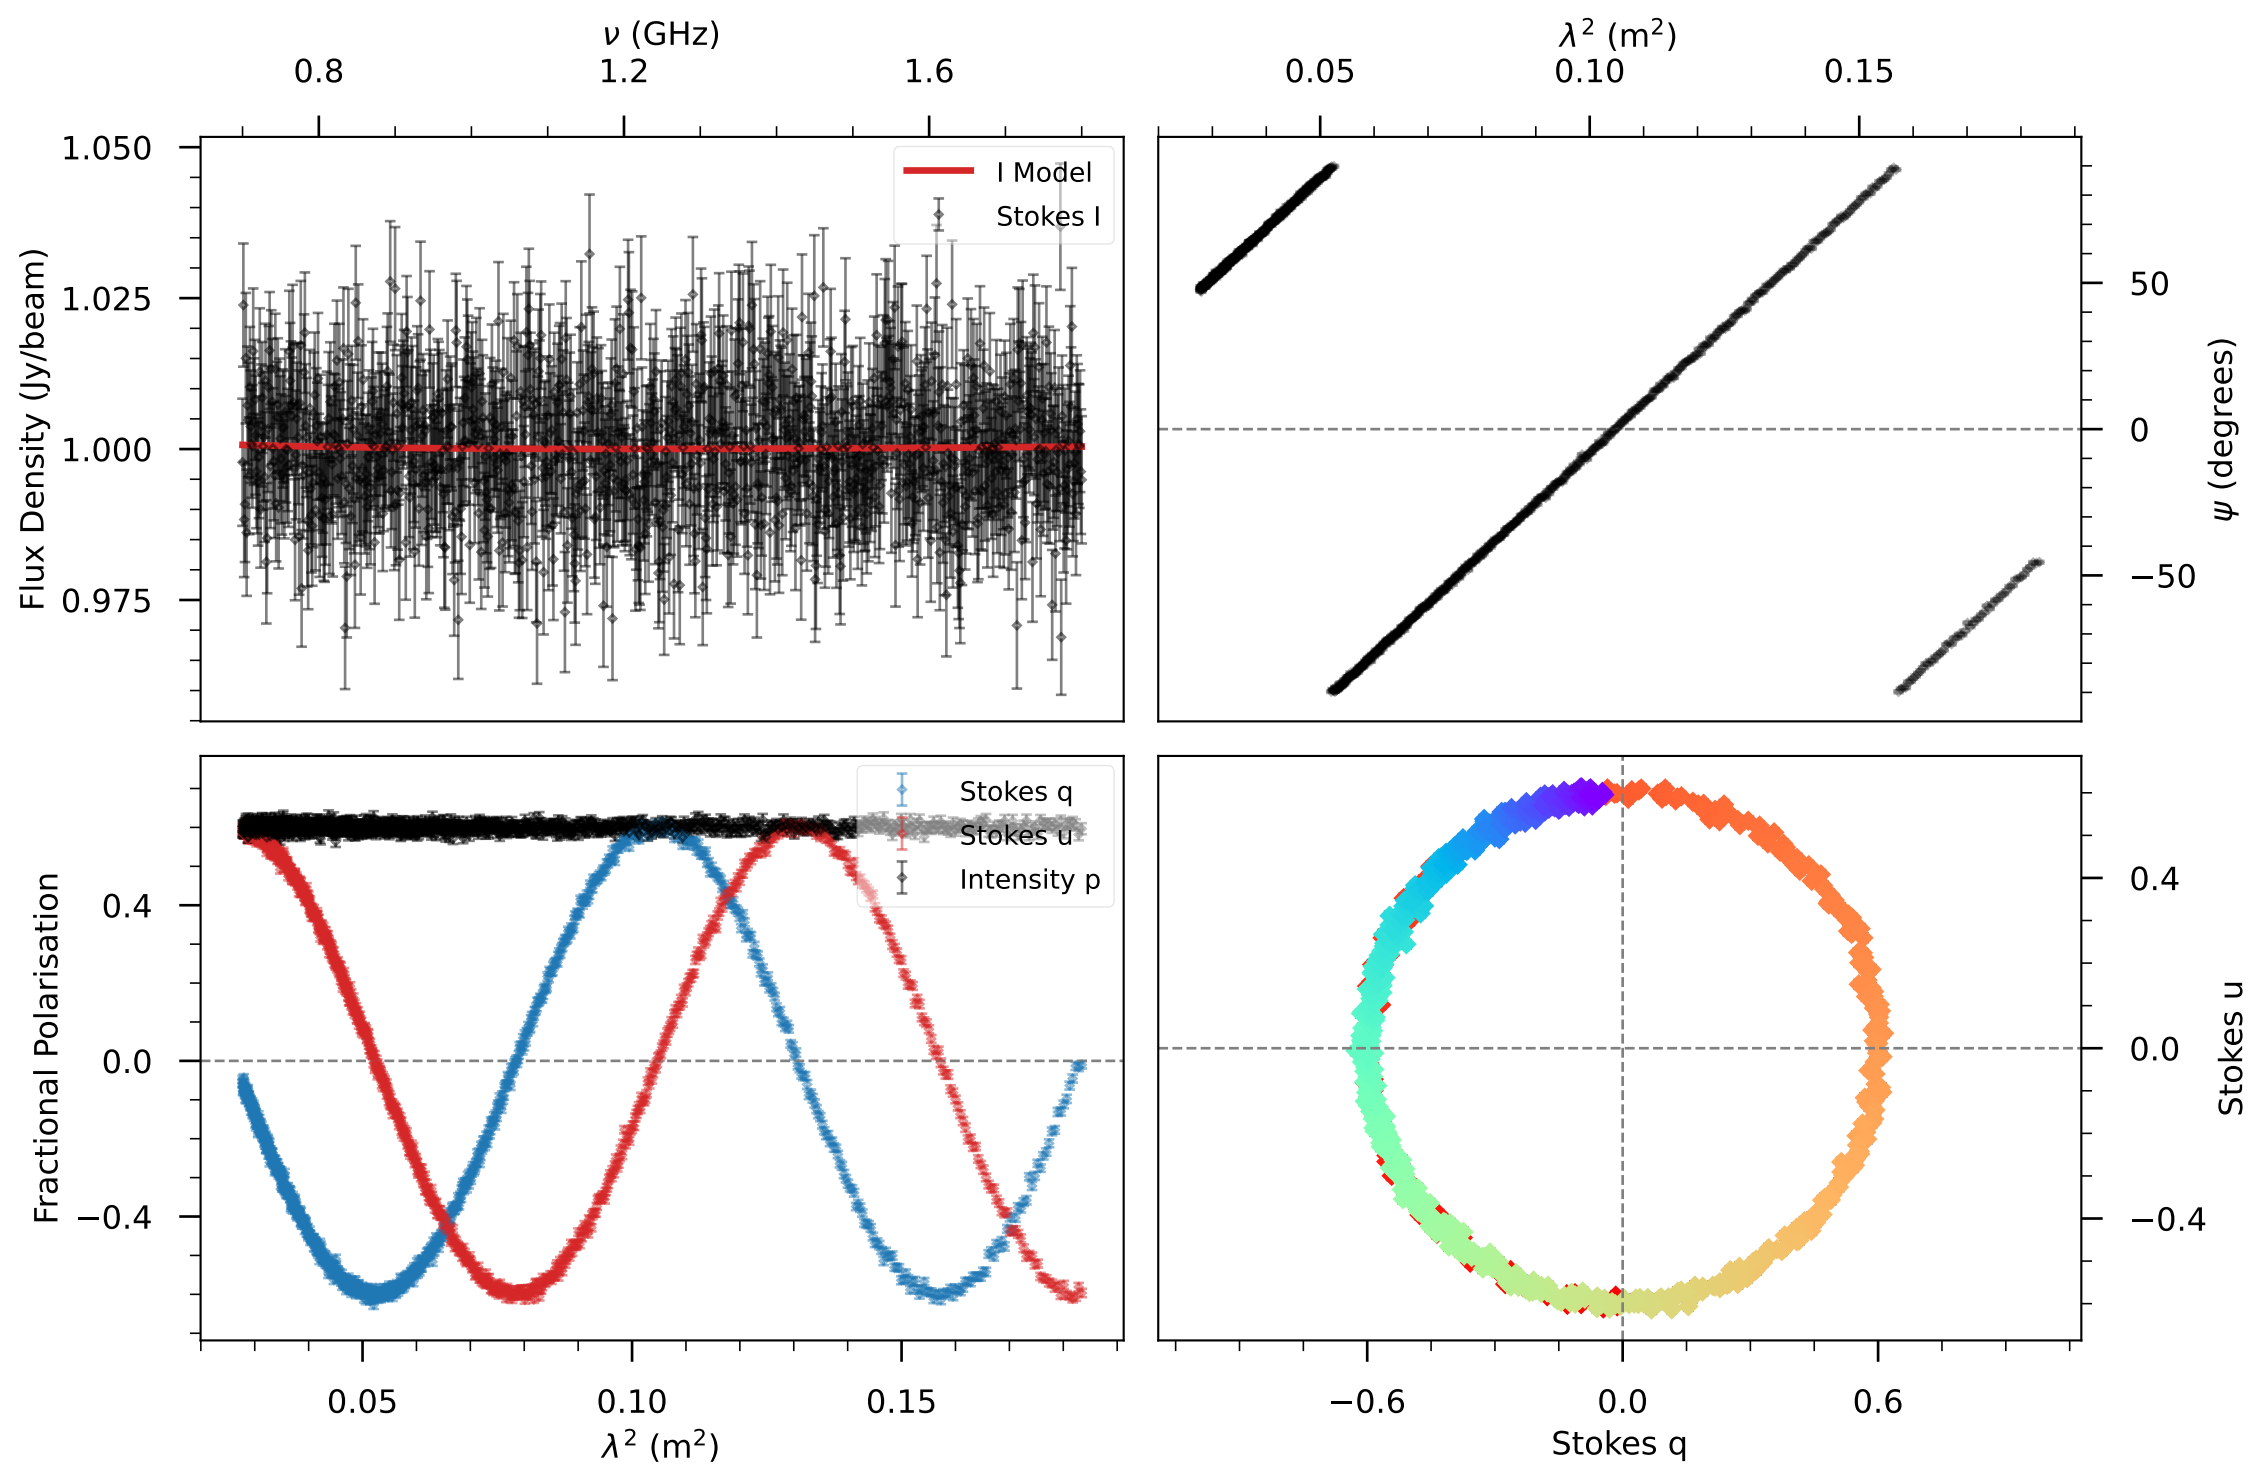 ν (GHz)
0.8 1.2 1.6
λ² (m²)
0.05 0.10 0.15
1.050
1.025
1.000
0.975
Flux Density (Jy/beam)
I Model
Stokes I
50
0
−50
ψ (degrees)
0.4
0.0
−0.4
Fractional Polarisation
Stokes q
Stokes u
Intensity p
0.4
0.0
−0.4
Stokes u
0.05 0.10 0.15
λ² (m²)
−0.6 0.0 0.6
Stokes q